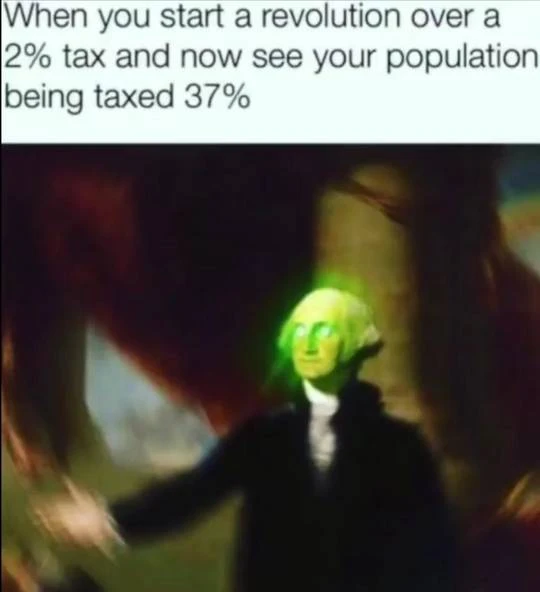 When you start a revolution over a
2% tax and now see your population
being taxed 37%